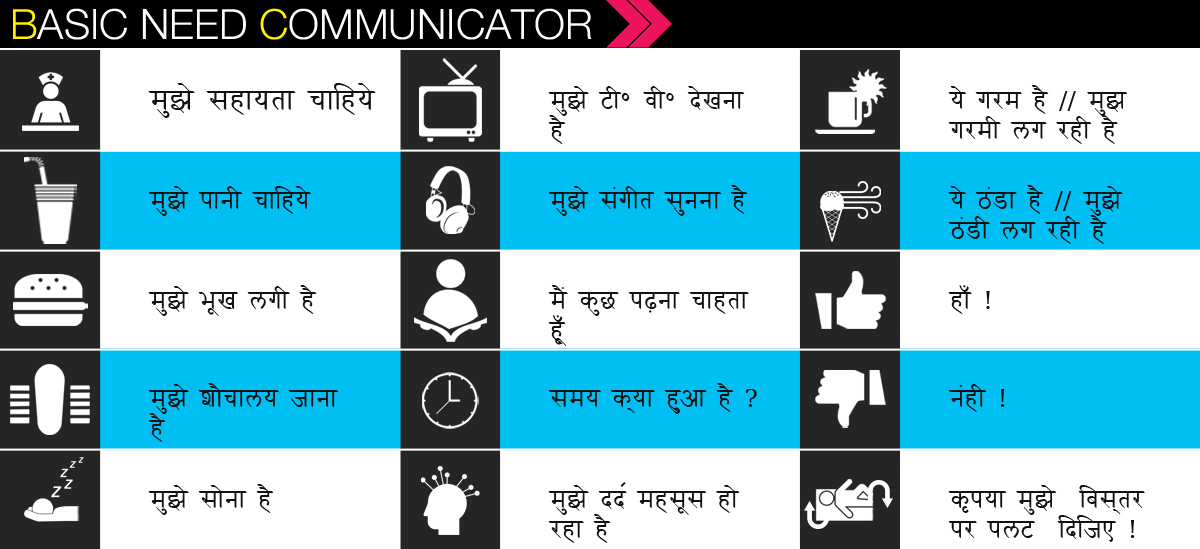 BASIC NEED COMMUNICATOR
मुझे सहायता चाहिये
मुझे टी° वी° देखना
है
ये गरम है // मुझ
गरमी लग रही है
मुझे पानी चाहिये
मुझे संगीत सुनना है
ये ठंडा है // मुझे
ठंडी लग रही है
मुझे भूख लगी है
मैं कुछ पढ़ना चाहता
हूँ
हाँ !
मुझे शौचालय जाना
है
समय क्या हुआ है ?
नंही !
zzzz
मुझे सोना है
मुझे दर्द महसूस हो
रहा है
कृपया मुझे बिस्तर
पर पलट दिजिए !